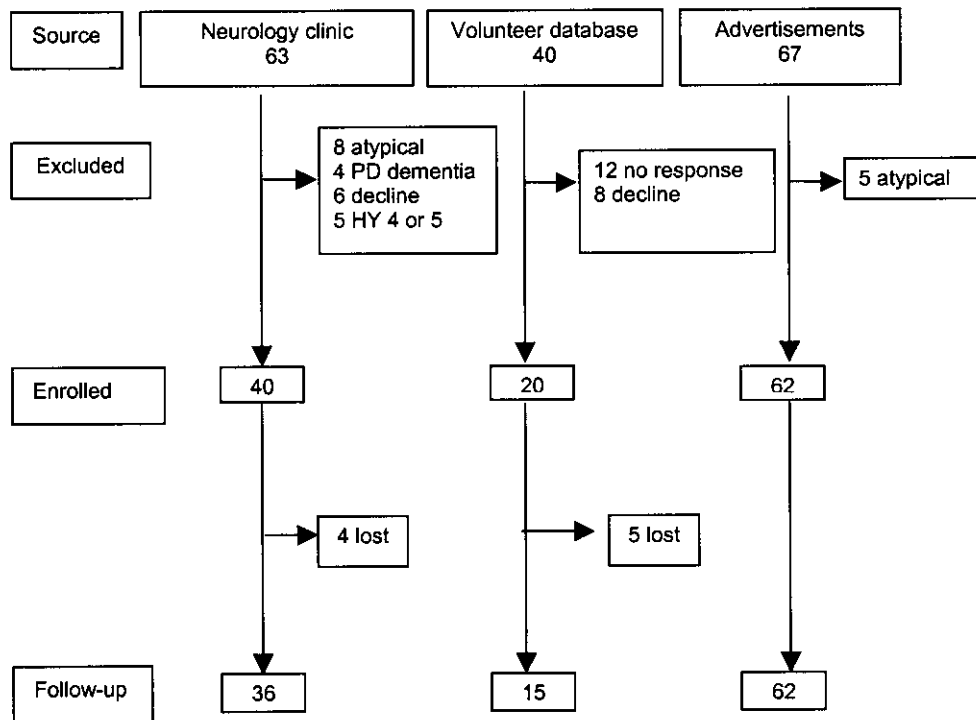 Source
Neurology clinic
63
Volunteer database
40
Advertisements
67
Excluded
8 atypical
4 PD dementia
6 decline
5 HY 4 or 5
12 no response
8 decline
5 atypical
Enrolled
40
20
62
4 lost
5 lost
Follow-up
36
15
62